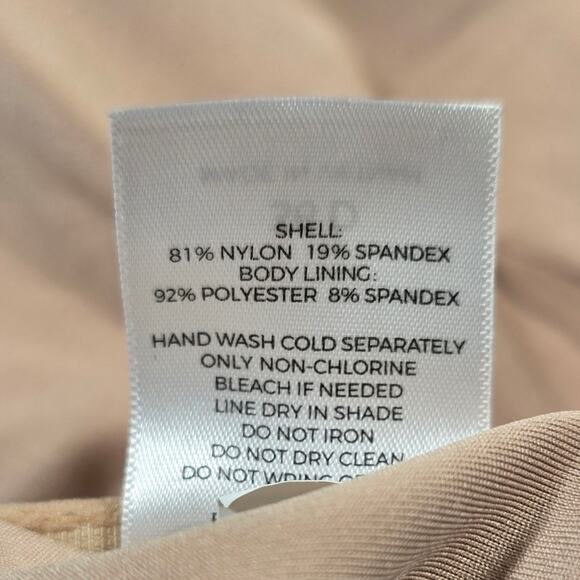 SHELL:
81% NYLON 19% SPANDEX
BODY LINING:
92% POLYESTER 8% SPANDEX
HAND WASH COLD SEPARATELY
ONLY NON-CHLORINE
BLEACH IF NEEDED
LINE DRY IN SHADE
DO NOT IRON
DO NOT DRY CLEAN
DO NOT WRING